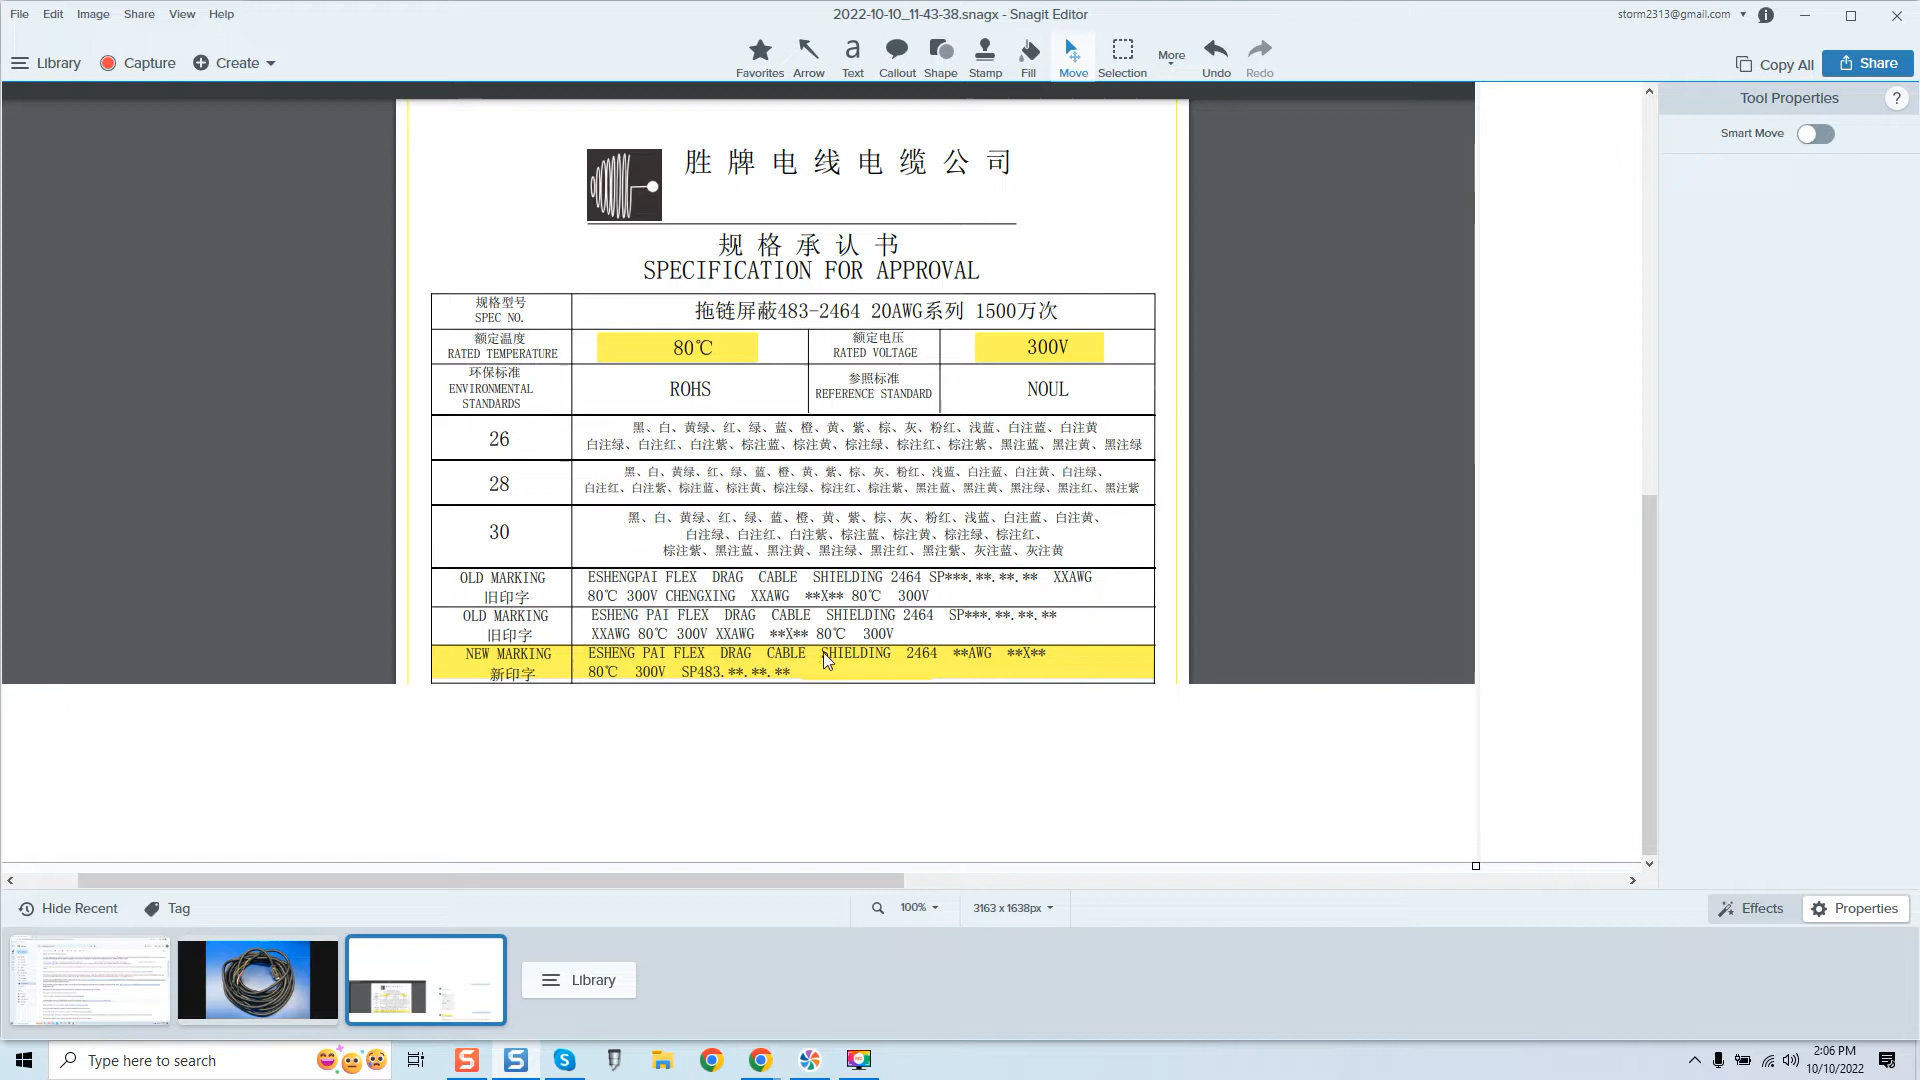 File Edit Image Share View Help
2022-10-10_11-43-38.snagx - Snagit Editor
storm2313@gmail.com
Library Capture Create
Favorites Arrow Text Callout Shape Stamp Fill Move Selection More Undo Redo
Copy All Share
Tool Properties ?
Smart Move
胜牌电线电缆公司
规格承认书
SPECIFICATION FOR APPROVAL
规格型号
SPEC NO.
拖链屏蔽483-2464 20AWG系列 1500万次
额定温度
RATED TEMPERATURE
80℃
额定电压
RATED VOLTAGE
300V
环保标准
ENVIRONMENTAL
STANDARDS
ROHS
参照标准
REFERENCE STANDARD
NOUL
26
黑、白、黄绿、红、绿、蓝、橙、黄、紫、棕、灰、粉红、浅蓝、白注蓝、白注黄
白注绿、白注红、白注紫、棕注蓝、棕注黄、棕注绿、棕注红、棕注紫、黑注蓝、黑注黄、黑注绿
28
黑、白、黄绿、红、绿、蓝、橙、黄、紫、棕、灰、粉红、浅蓝、白注蓝、白注黄、白注绿、
白注红、白注紫、棕注蓝、棕注黄、棕注绿、棕注红、棕注紫、黑注蓝、黑注黄、黑注绿、黑注红、黑注紫
30
黑、白、黄绿、红、绿、蓝、橙、黄、紫、棕、灰、粉红、浅蓝、白注蓝、白注黄、
白注绿、白注红、白注紫、棕注蓝、棕注黄、棕注绿、棕注红、
棕注紫、黑注蓝、黑注黄、黑注绿、黑注红、黑注紫、灰注蓝、灰注黄
OLD MARKING
旧印字
ESHENGPAI FLEX DRAG CABLE SHIELDING 2464 SP***.**.**.** XXAWG
80℃ 300V CHENGXING XXAWG **X** 80℃ 300V
OLD MARKING
旧印字
ESHENG PAI FLEX DRAG CABLE SHIELDING 2464 SP***.**.**.**
XXAWG 80℃ 300V XXAWG **X** 80℃ 300V
NEW MARKING
新印字
ESHENG PAI FLEX DRAG CABLE SHIELDING 2464 **AWG **X**
80℃ 300V SP483.**.**.**
Hide Recent Tag
100% 3163 x 1638px
Effects Properties
Library
Type here to search
2:06 PM
10/10/2022